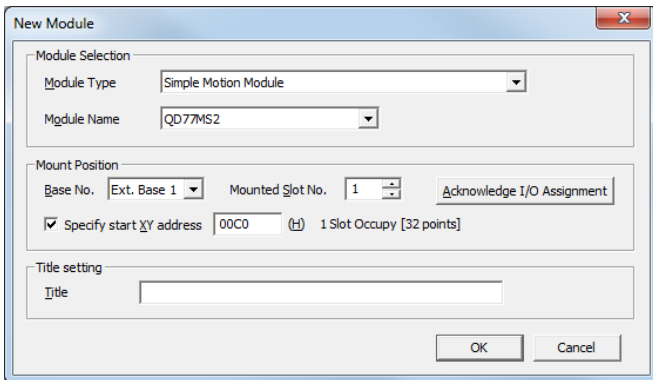 New Module
Module Selection
Module Type Simple Motion Module
Module Name QD77MS2
Mount Position
Base No. Ext. Base 1 Mounted Slot No. 1 Acknowledge I/O Assignment
Specify start XY address 00C0 (H) 1 Slot Occupy [32 points]
Title setting
Title
OK Cancel